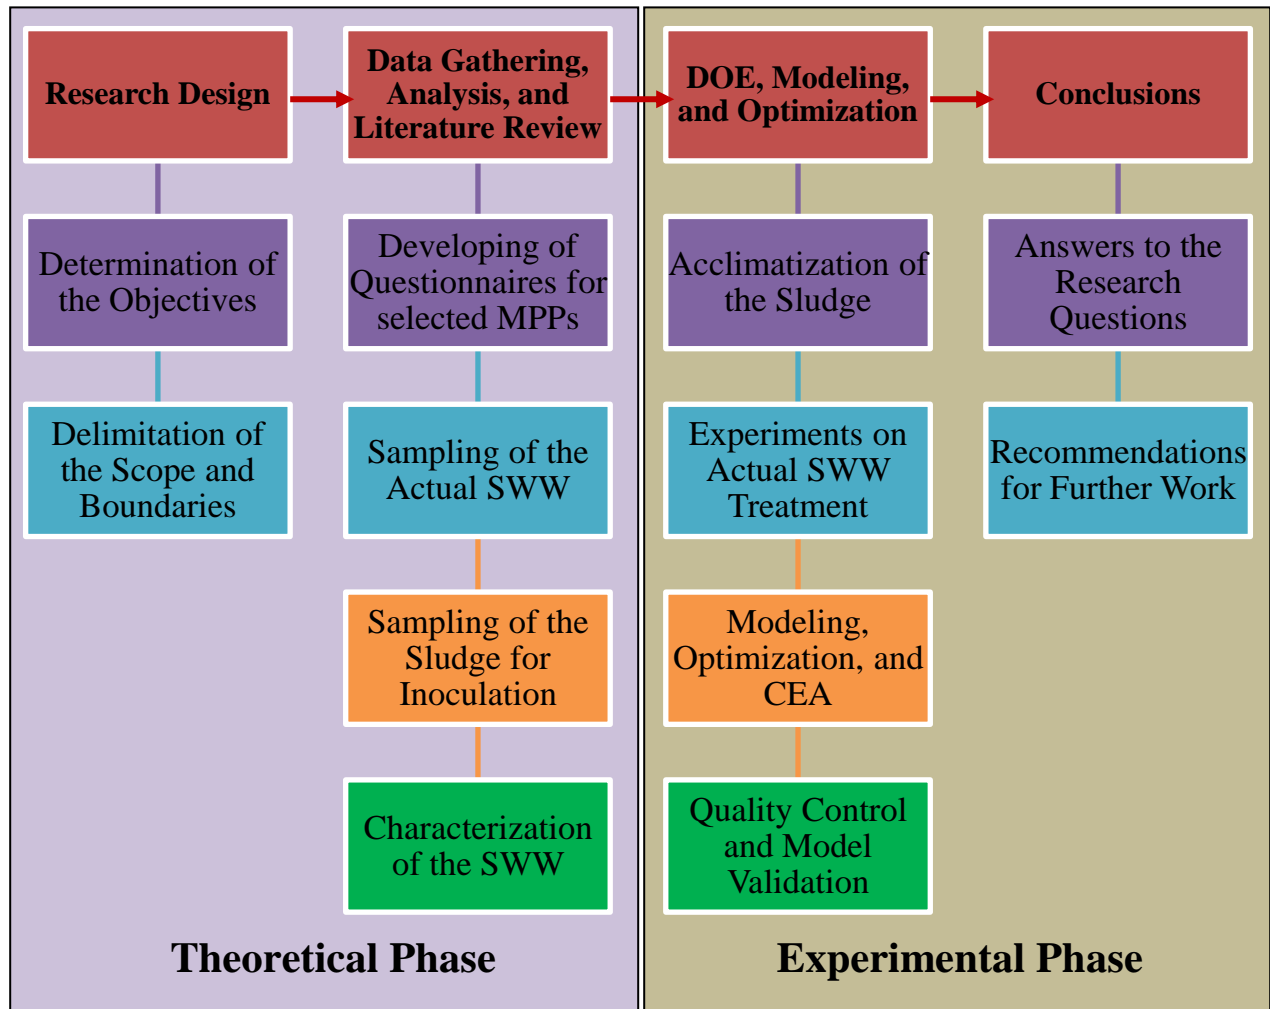 Research Design
Data Gathering,
Analysis, and
Literature Review
DOE, Modeling,
and Optimization
Conclusions
Determination of
the Objectives
Developing of
Questionnaires for
selected MPPs
Acclimatization of
the Sludge
Answers to the
Research
Questions
Delimitation of
the Scope and
Boundaries
Sampling of the
Actual SWW
Experiments on
Actual SWW
Treatment
Recommendations
for Further Work
Sampling of the
Sludge for
Inoculation
Modeling,
Optimization, and
CEA
Characterization
of the SWW
Quality Control
and Model
Validation
Theoretical Phase
Experimental Phase